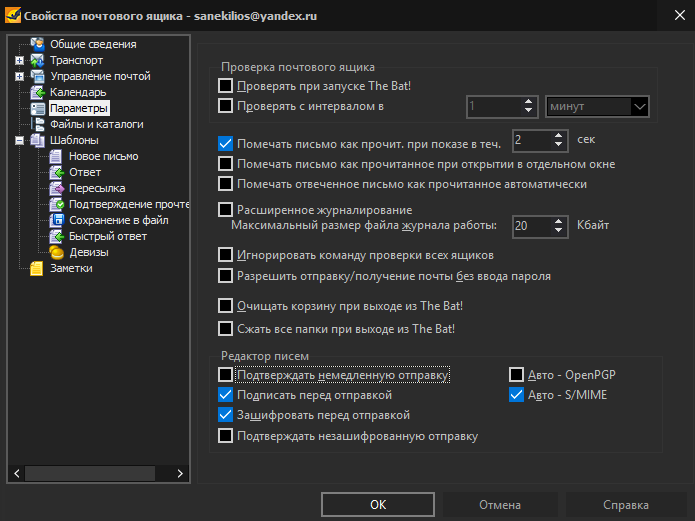 Свойства почтового ящика - sanekilios@yandex.ru
Общие сведения
Транспорт
Управление почтой
Календарь
Параметры
Файлы и каталоги
Шаблоны
Новое письмо
Ответ
Пересылка
Подтверждение прочте
Сохранение в файл
Быстрый ответ
Девизы
Заметки
Проверка почтового ящика
Проверять при запуске The Bat!
Проверять с интервалом в 1 минут
Помечать письмо как прочит. при показе в теч. 2 сек
Помечать письмо как прочитанное при открытии в отдельном окне
Помечать отвеченное письмо как прочитанное автоматически
Расширенное журналирование
Максимальный размер файла журнала работы: 20 Кбайт
Игнорировать команду проверки всех ящиков
Разрешить отправку/получение почты без ввода пароля
Очищать корзину при выходе из The Bat!
Сжать все папки при выходе из The Bat!
Редактор писем
Подтверждать немедленную отправку Авто - OpenPGP
Подписать перед отправкой Авто - S/MIME
Зашифровать перед отправкой
Подтверждать незашифрованную отправку
ОК Отмена Справка